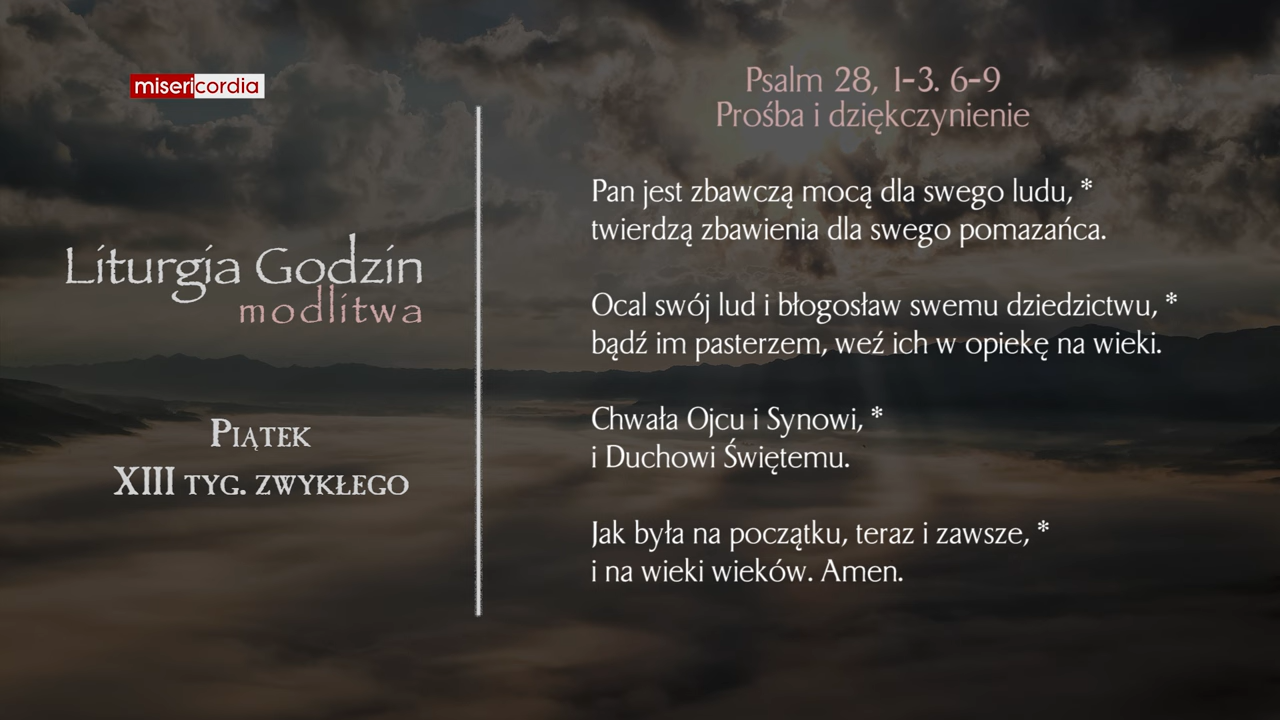 misericordia
Liturgia Godzin
modlitwa
Piątek
XIII tyg. zwykłego
Psalm 28, 1-3. 6-9
Prośba i dziękczynienie
Pan jest zbawczą mocą dla swego ludu, *
twierdzą zbawienia dla swego pomazańca.
Ocal swój lud i błogosław swemu dziedzictwu, *
bądź im pasterzem, weź ich w opiekę na wieki.
Chwała Ojcu i Synowi, *
i Duchowi Świętemu.
Jak była na początku, teraz i zawsze, *
i na wieki wieków. Amen.